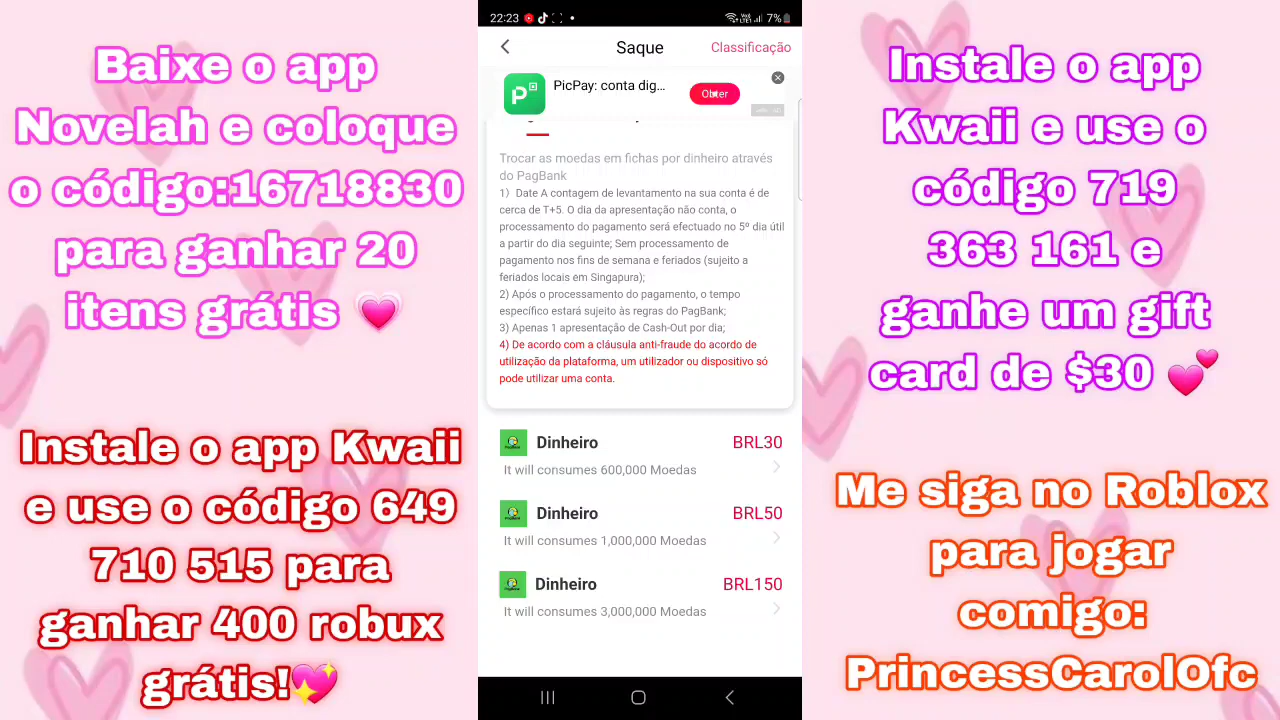 Baixe o app
Novelah e coloque
o código:16718830
para ganhar 20
itens grátis
Instale o app Kwaii
e use o código 649
710 515 para
ganhar 400 robux
grátis!
22:23
7%
Saque
Classificação
PicPay: conta dig...
Obter
Trocar as moedas em fichas por dinheiro através
do PagBank
1) Date A contagem de levantamento na sua conta é de
cerca de T+5. O dia da apresentação não conta, o
processamento do pagamento será efectuado no 5º dia útil
a partir do dia seguinte; Sem processamento de
pagamento nos fins de semana e feriados (sujeito a
feriados locais em Singapura);
2) Após o processamento do pagamento, o tempo
específico estará sujeito às regras do PagBank;
3) Apenas 1 apresentação de Cash-Out por dia;
4) De acordo com a cláusula anti-fraude do acordo de
utilização da plataforma, um utilizador ou dispositivo só
pode utilizar uma conta.
Dinheiro BRL30
It will consumes 600,000 Moedas
Dinheiro BRL50
It will consumes 1,000,000 Moedas
Dinheiro BRL150
It will consumes 3,000,000 Moedas
Instale o app
Kwaii e use o
código 719
363 161 e
ganhe um gift
card de $30
Me siga no Roblox
para jogar
comigo:
PrincessCarolOfc